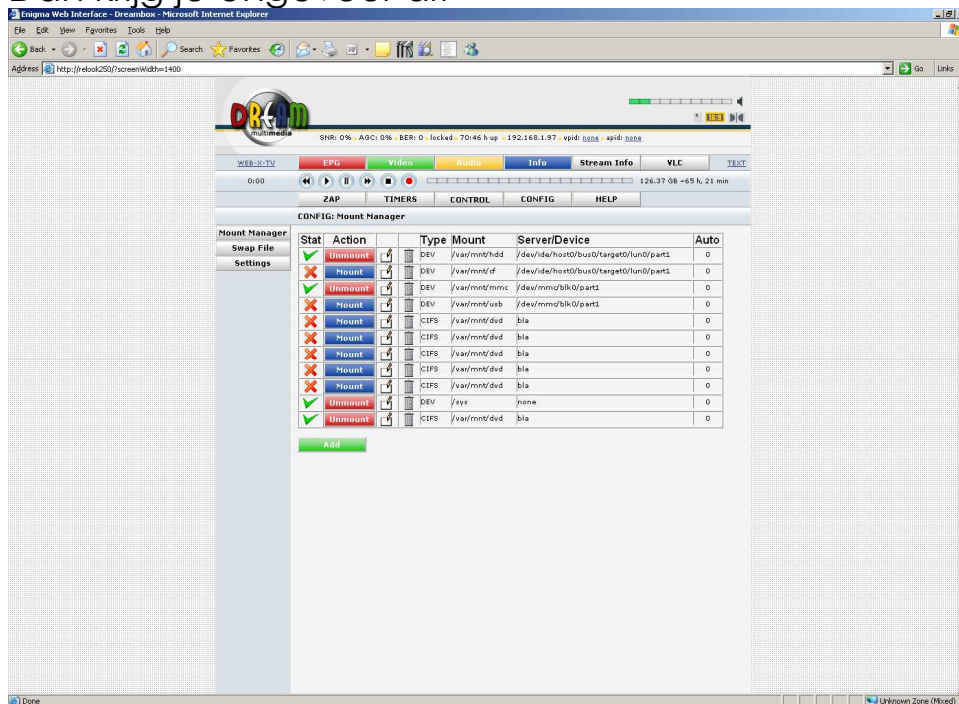 Enigma Web Interface - Dreambox - Microsoft Internet Explorer
File Edit View Favorites Tools Help
Back Search Favorites
Address http://relook250/?screenWidth=1400 Go Links
DREAM
multimedia
16:9
SNR: 0% AGC: 0% BER: 0 locked 70:46 h up 192.168.1.97 vpid: none apid: none
WEB-X-TV EPG Video Audio Info Stream Info VLC TEXT
0:00 126.37 GB ~65 h, 21 min
ZAP TIMERS CONTROL CONFIG HELP
CONFIG: Mount Manager
Mount Manager
Swap File
Settings
Stat Action Type Mount Server/Device Auto
Unmount DEV /var/mnt/hdd /dev/ide/host0/bus0/target0/lun0/part1 0
Mount DEV /var/mnt/cf /dev/ide/host0/bus0/target0/lun0/part1 0
Unmount DEV /var/mnt/mmc /dev/mmc/blk0/part1 0
Mount DEV /var/mnt/usb /dev/mmc/blk0/part1 0
Mount CIFS /var/mnt/dvd bla 0
Mount CIFS /var/mnt/dvd bla 0
Mount CIFS /var/mnt/dvd bla 0
Mount CIFS /var/mnt/dvd bla 0
Mount CIFS /var/mnt/dvd bla 0
Unmount DEV /sys none 0
Unmount CIFS /var/mnt/dvd bla 0
Add
Done Unknown Zone (Mixed)